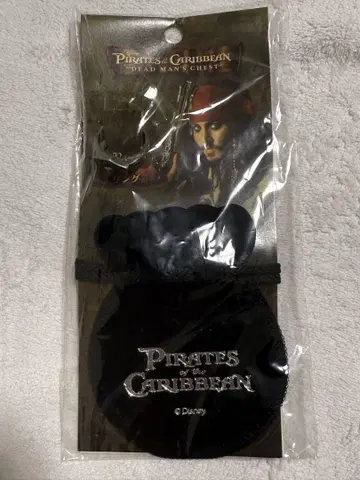 PIRATES of the CARIBBEAN
DEAD MAN'S CHEST
PIRATES
of the
CARIBBEAN
© Disney